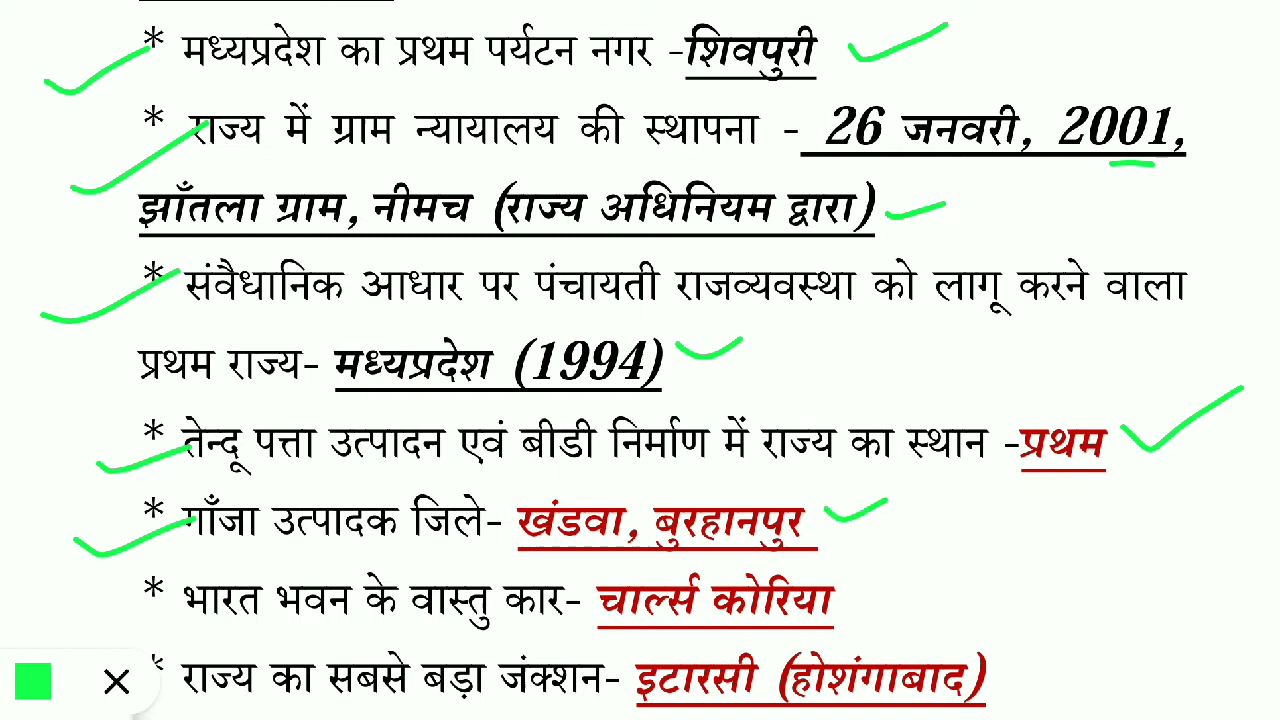 * मध्यप्रदेश का प्रथम पर्यटन नगर -शिवपुरी
* राज्य में ग्राम न्यायालय की स्थापना - 26 जनवरी, 2001,
झाँतला ग्राम, नीमच (राज्य अधिनियम द्वारा)
* संवैधानिक आधार पर पंचायती राजव्यवस्था को लागू करने वाला
प्रथम राज्य- मध्यप्रदेश (1994)
* तेन्दू पत्ता उत्पादन एवं बीडी निर्माण में राज्य का स्थान -प्रथम
* गाँजा उत्पादक जिले- खंडवा, बुरहानपुर
* भारत भवन के वास्तु कार- चार्ल्स कोरिया
* राज्य का सबसे बड़ा जंक्शन- इटारसी (होशंगाबाद)